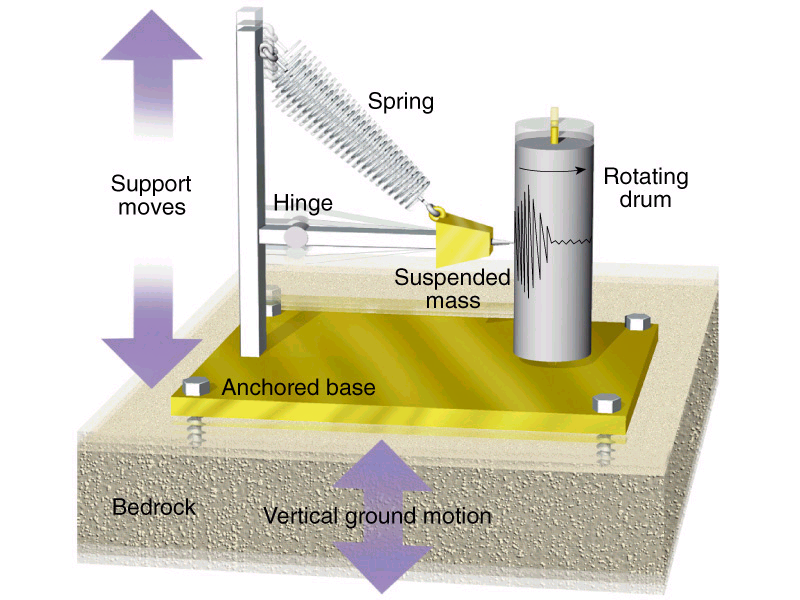 Spring
Support
moves
Hinge
Rotating
drum
Suspended
mass
Anchored base
Bedrock
Vertical ground motion